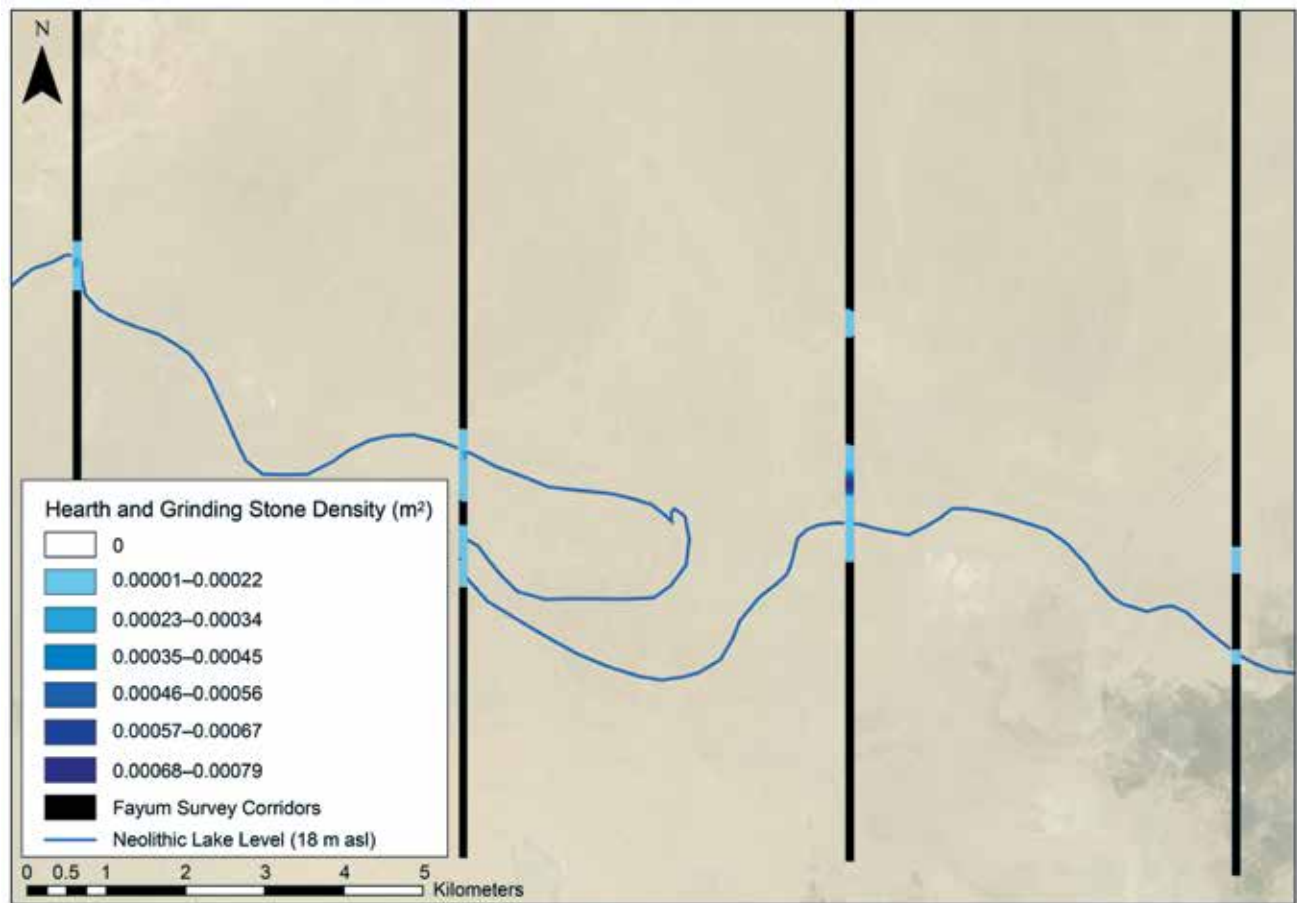 N
Hearth and Grinding Stone Density (m²)
0
0.00001–0.00022
0.00023–0.00034
0.00035–0.00045
0.00046–0.00056
0.00057–0.00067
0.00068–0.00079
Fayum Survey Corridors
Neolithic Lake Level (18 m asl)
0 0.5 1 2 3 4 5
Kilometers